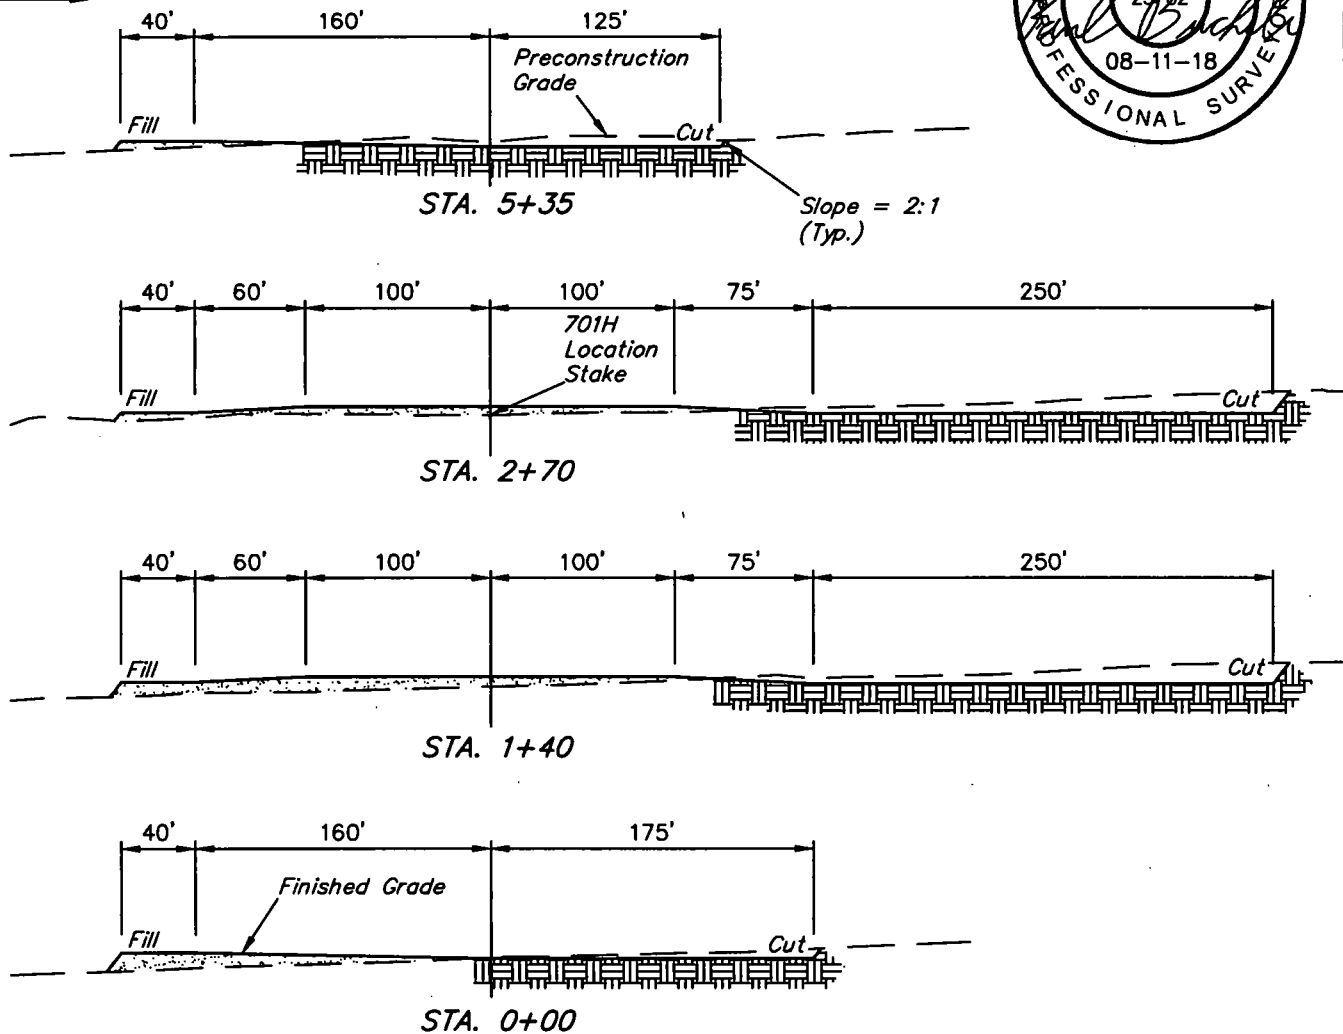 40' 160' 125'
Preconstruction
Grade
08-11-18
PROFESSIONAL SURVEYOR
Fill
Cut
STA. 5+35
Slope = 2:1
(Typ.)
40' 60' 100' 100' 75' 250'
701H
Location
Stake
Fill
Cut
STA. 2+70
40' 60' 100' 100' 75' 250'
Fill
Cut
STA. 1+40
40' 160' 175'
Finished Grade
Fill
Cut
STA. 0+00